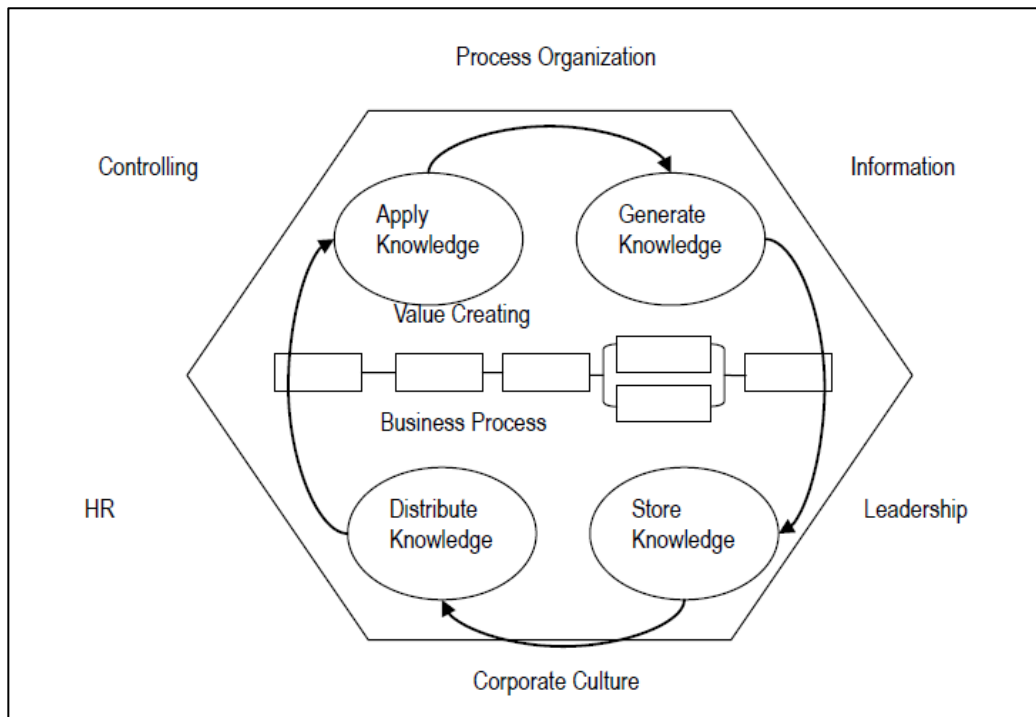 Process Organization
Controlling
Information
Apply
Knowledge
Generate
Knowledge
Value Creating
Business Process
HR
Distribute
Knowledge
Store
Knowledge
Leadership
Corporate Culture